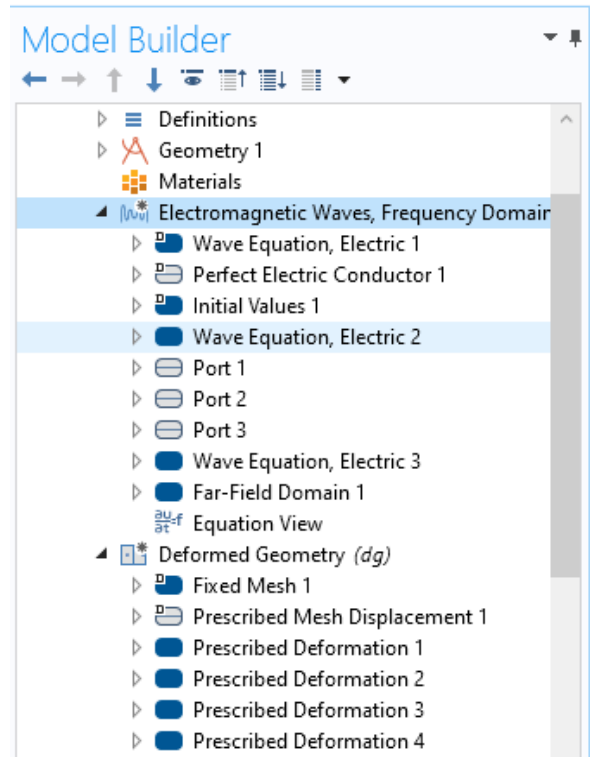 Model Builder
Definitions
Geometry 1
Materials
Electromagnetic Waves, Frequency Domain
Wave Equation, Electric 1
Perfect Electric Conductor 1
Initial Values 1
Wave Equation, Electric 2
Port 1
Port 2
Port 3
Wave Equation, Electric 3
Far-Field Domain 1
Equation View
Deformed Geometry (dg)
Fixed Mesh 1
Prescribed Mesh Displacement 1
Prescribed Deformation 1
Prescribed Deformation 2
Prescribed Deformation 3
Prescribed Deformation 4